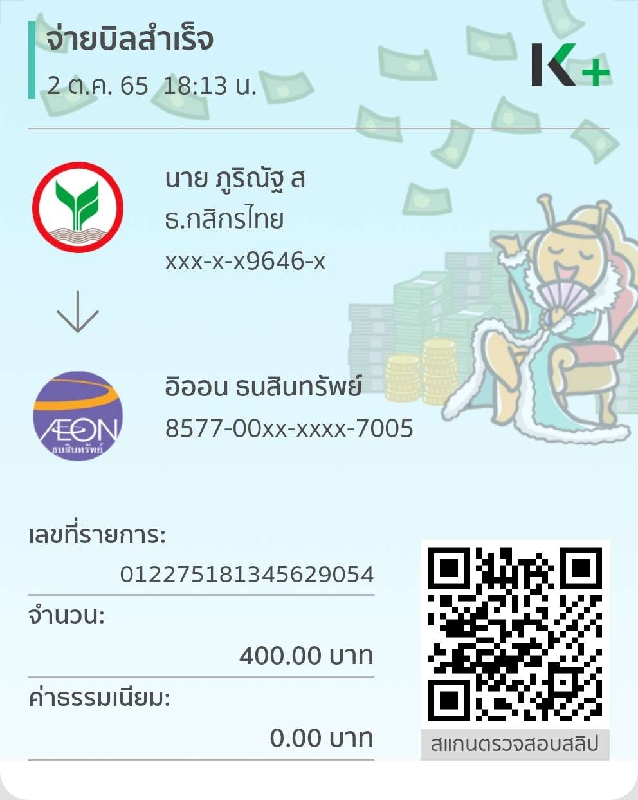 จ่ายบิลสำเร็จ
2 ต.ค. 65 18:13 น.
K+
นาย ภูริณัฐ ส
ธ.กสิกรไทย
xxx-x-x9646-x
อิออน ธนสินทรัพย์
8577-00xx-xxxx-7005
ÆON
ธนสินทรัพย์
เลขที่รายการ:
012275181345629054
จำนวน:
400.00 บาท
ค่าธรรมเนียม:
0.00 บาท
สแกนตรวจสอบสลิป